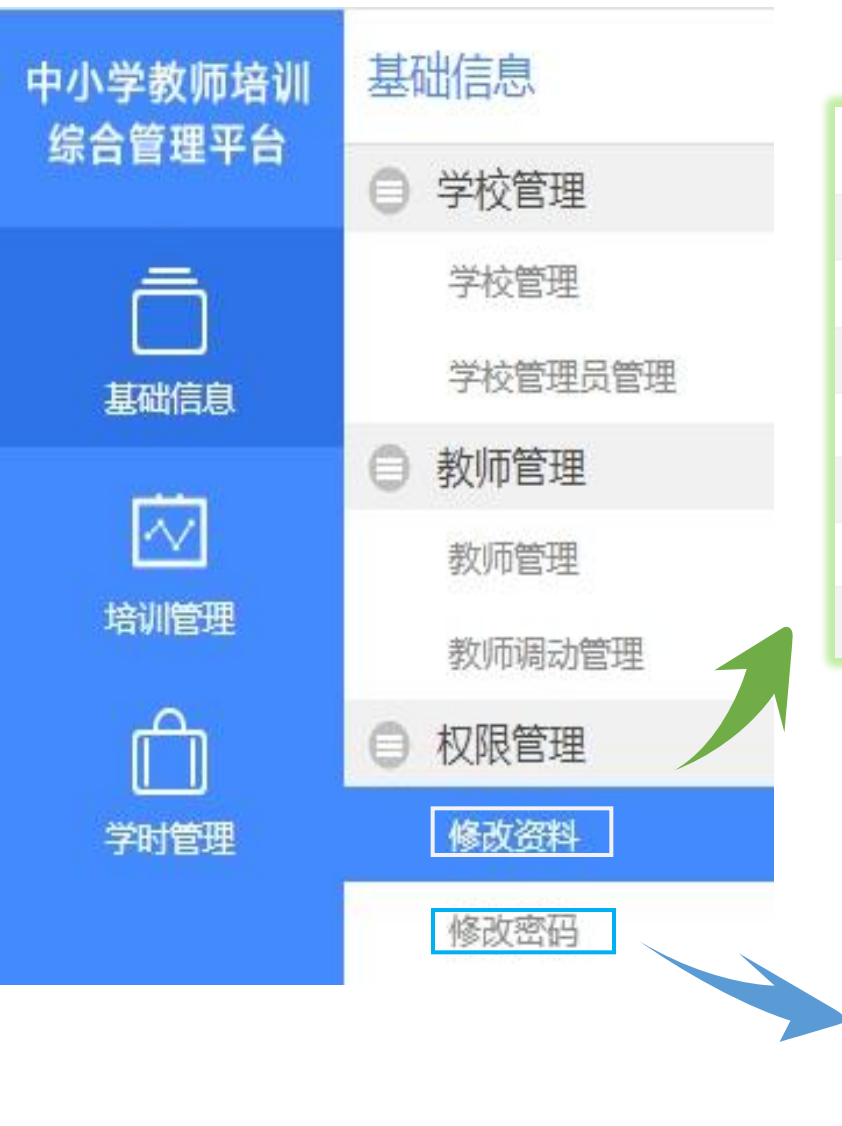 中小学教师培训
综合管理平台
基础信息
培训管理
学时管理
基础信息
学校管理
学校管理
学校管理员管理
教师管理
教师管理
教师调动管理
权限管理
修改资料
修改密码